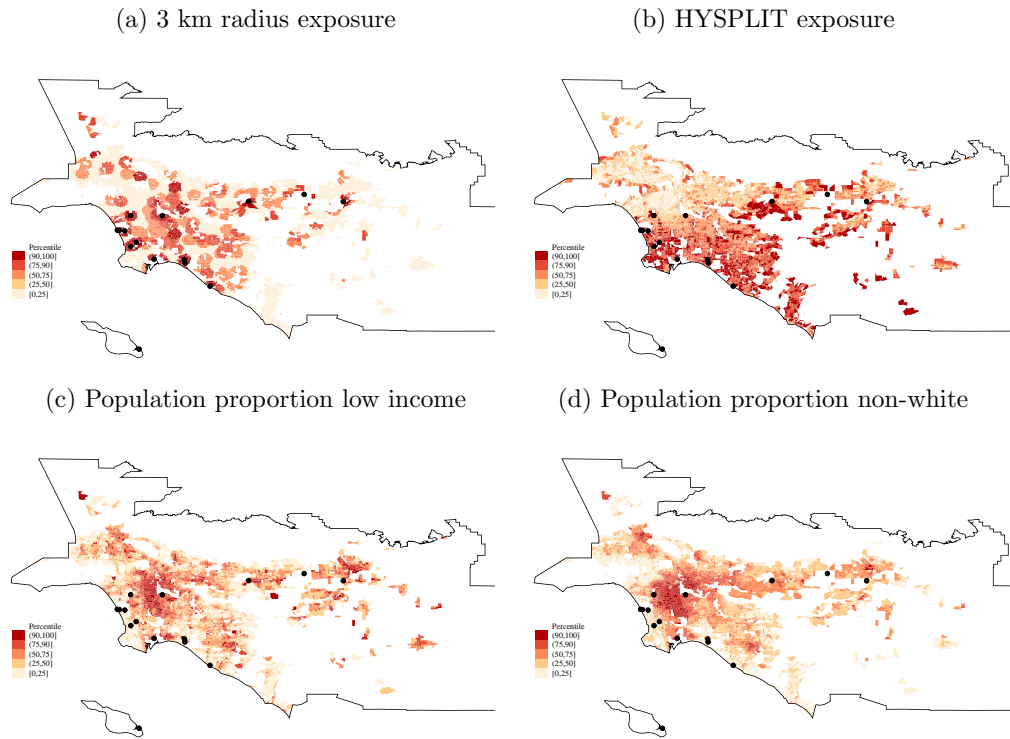 (a) 3 km radius exposure
(b) HYSPLIT exposure
Percentile
(90,100]
(75,90]
(50,75]
(25,50]
[0,25]
Percentile
(90,100]
(75,90]
(50,75]
(25,50]
[0,25]
(c) Population proportion low income
(d) Population proportion non-white
Percentile
(90,100]
(75,90]
(50,75]
(25,50]
[0,25]
Percentile
(90,100]
(75,90]
(50,75]
(25,50]
[0,25]